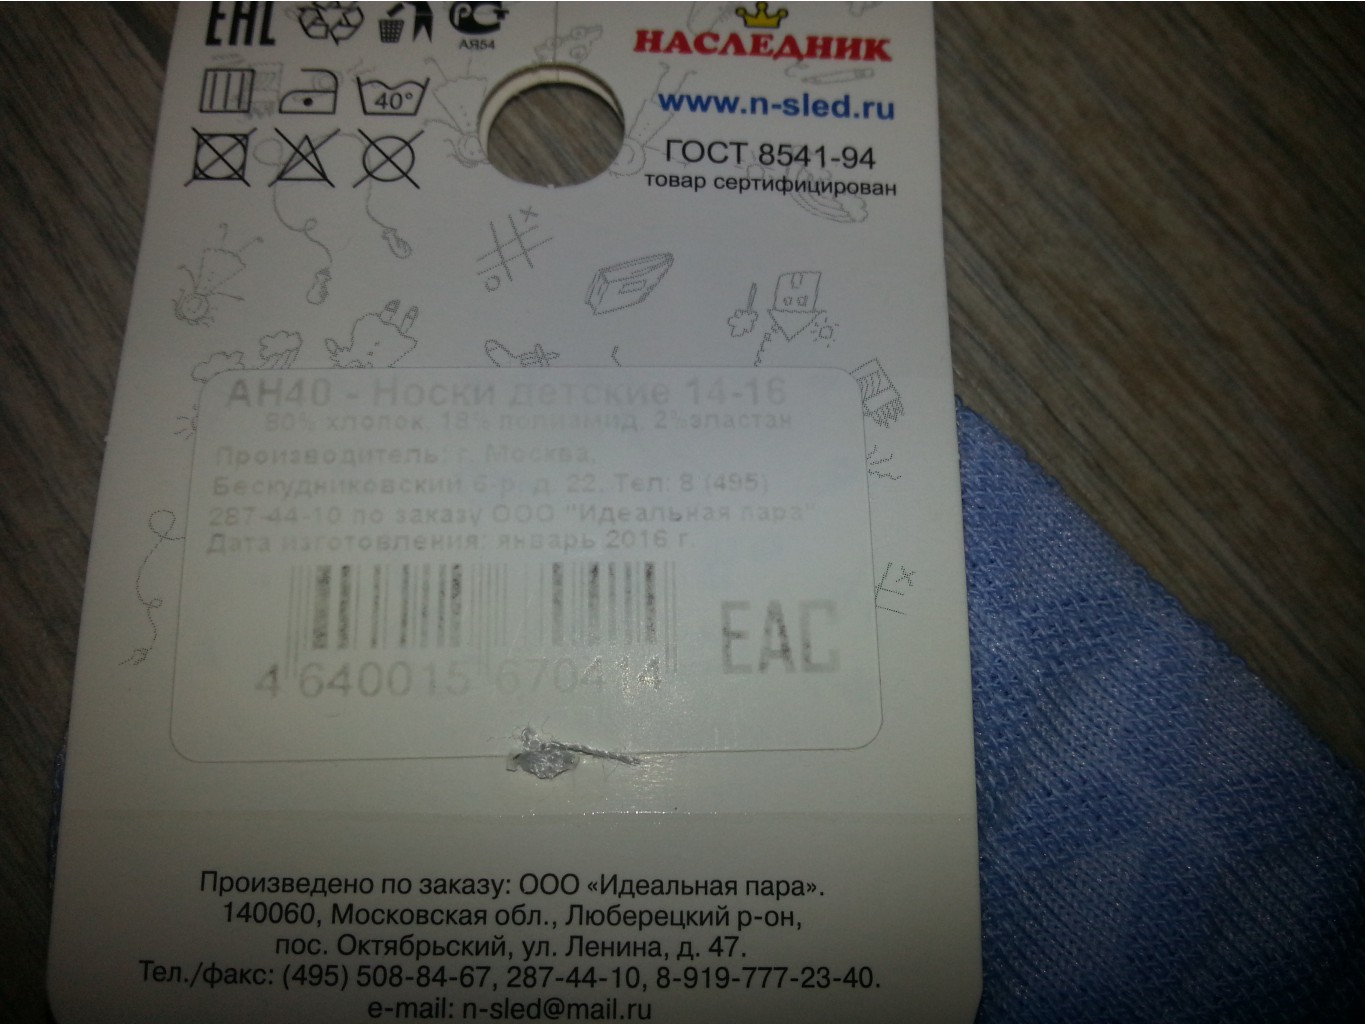 ЕАС
АЯ54
НАСЛЕДНИК
40°
www.n-sled.ru
ГОСТ 8541-94
товар сертифицирован
АН40 - Носки детские 14-16
80% хлопок, 18% полиамид, 2%эластан
Производитель: г. Москва,
Бескудниковский б-р, д. 22. Тел: 8 (495)
287-44-10 по заказу ООО "Идеальная пара"
Дата изготовления: январь 2016 г.
4 640015 670414
ЕАС
Произведено по заказу: ООО «Идеальная пара».
140060, Московская обл., Люберецкий р-он,
пос. Октябрьский, ул. Ленина, д. 47.
Тел./факс: (495) 508-84-67, 287-44-10, 8-919-777-23-40.
e-mail: n-sled@mail.ru